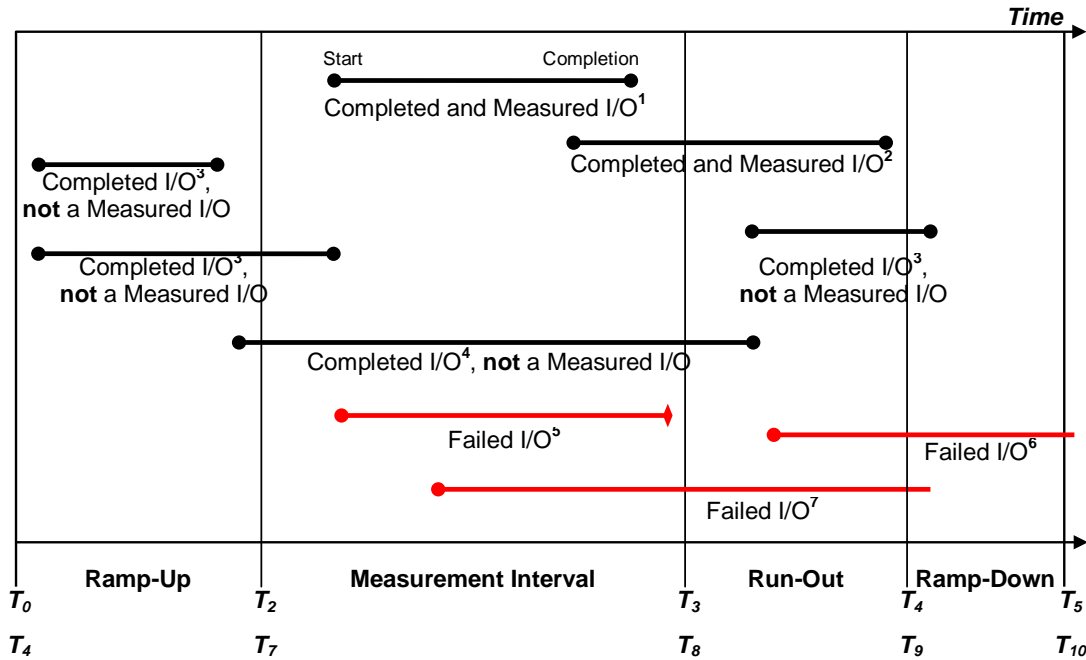 Time
Start Completion
Completed and Measured I/O¹
Completed and Measured I/O²
Completed I/O³,
not a Measured I/O
Completed I/O³,
not a Measured I/O
Completed I/O³,
not a Measured I/O
Completed I/O⁴, not a Measured I/O
Failed I/O⁵
Failed I/O⁶
Failed I/O⁷
Ramp-Up Measurement Interval Run-Out Ramp-Down
T₀ T₂ T₃ T₄ T₅
T₄ T₇ T₈ T₉ T₁₀